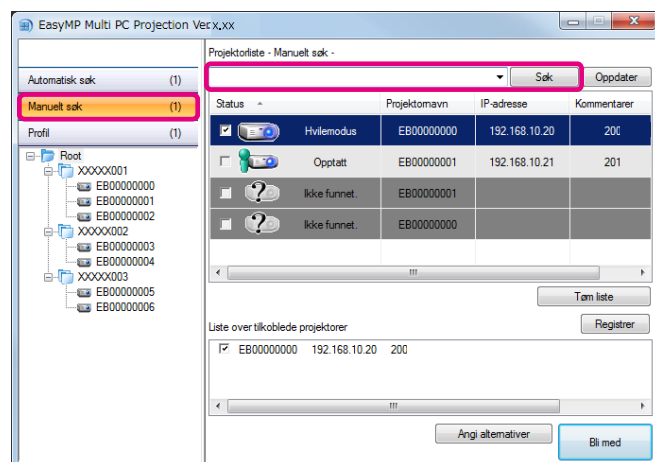 EasyMP Multi PC Projection Ver.x.xx
Projektorliste - Manuelt søk -
Automatisk søk (1)
Søk Oppdater
Manuelt søk (1)
Status Projektornavn IP-adresse Kommentarer
Profil (1)
Hvilemodus EB00000000 192.168.10.20 200
Opptatt EB00000001 192.168.10.21 201
Ikke funnet. EB00000001
Ikke funnet. EB00000000
Root
XXXXX001
EB00000000
EB00000001
EB00000002
XXXXX002
EB00000003
EB00000004
XXXXX003
EB00000005
EB00000006
Tøm liste
Liste over tilkoblede projektorer Registrer
EB00000000 192.168.10.20 200
Angi alternativer Bli med